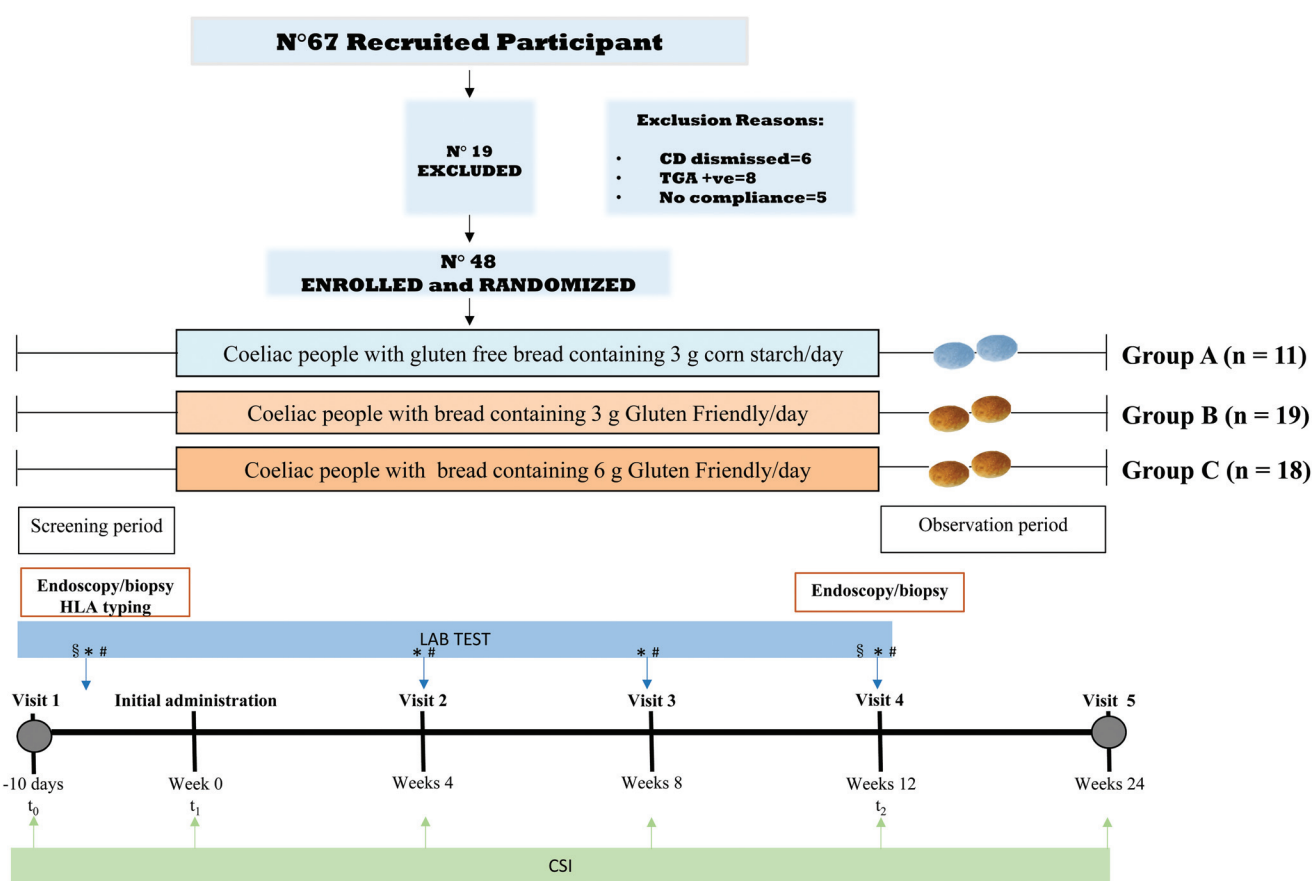 N°67 Recruited Participant
N° 19
EXCLUDED
Exclusion Reasons:
• CD dismissed=6
• TGA +ve=8
• No compliance=5
N° 48
ENROLLED and RANDOMIZED
Coeliac people with gluten free bread containing 3 g corn starch/day
Group A (n = 11)
Coeliac people with bread containing 3 g Gluten Friendly/day
Group B (n = 19)
Coeliac people with bread containing 6 g Gluten Friendly/day
Group C (n = 18)
Screening period
Observation period
Endoscopy/biopsy
HLA typing
Endoscopy/biopsy
LAB TEST
§ * #
* #
* #
§ * #
Visit 1
Initial administration
Visit 2
Visit 3
Visit 4
Visit 5
-10 days
t0
Week 0
t1
Weeks 4
Weeks 8
Weeks 12
t2
Weeks 24
CSI